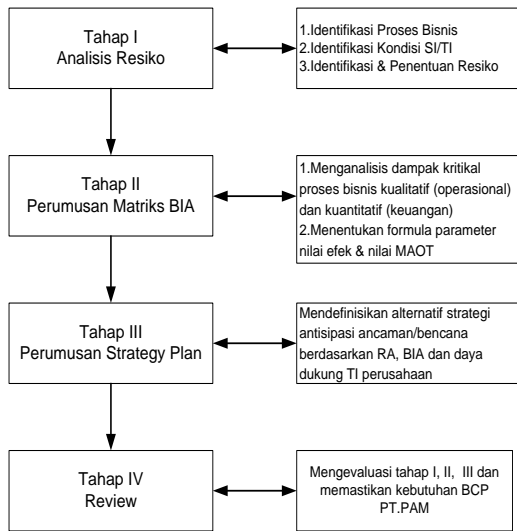 Tahap I
Analisis Resiko
1.Identifikasi Proses Bisnis
2.Identifikasi Kondisi SI/TI
3.Identifikasi & Penentuan Resiko
Tahap II
Perumusan Matriks BIA
1.Menganalisis dampak kritikal
proses bisnis kualitatif (operasional)
dan kuantitatif (keuangan)
2.Menentukan formula parameter
nilai efek & nilai MAOT
Tahap III
Perumusan Strategy Plan
Mendefinisikan alternatif strategi
antisipasi ancaman/bencana
berdasarkan RA, BIA dan daya
dukung TI perusahaan
Tahap IV
Review
Mengevaluasi tahap I, II, III dan
memastikan kebutuhan BCP
PT.PAM